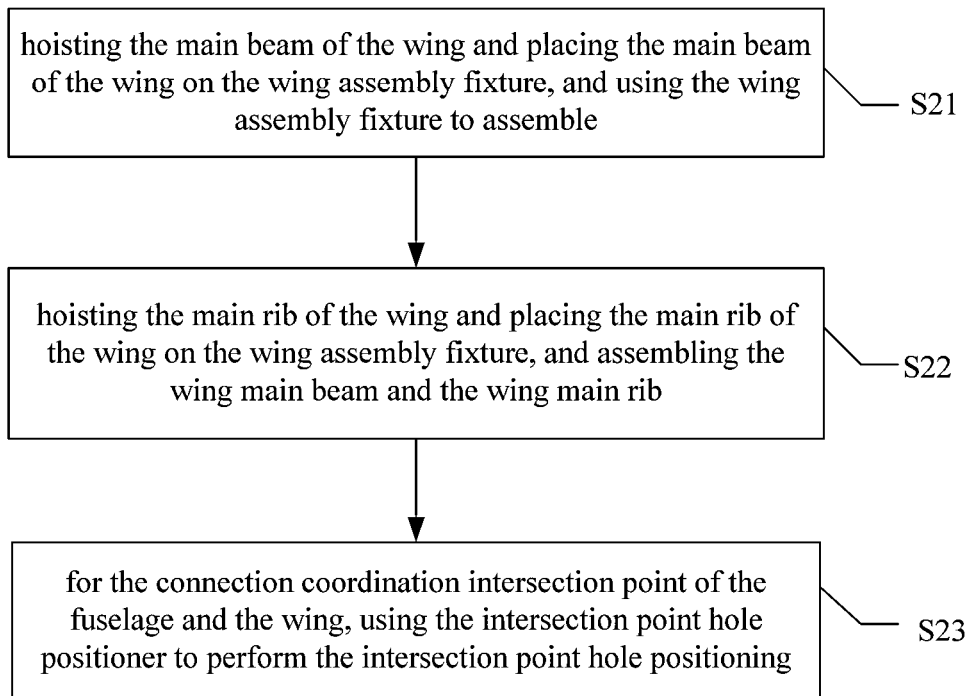 hoisting the main beam of the wing and placing the main beam
of the wing on the wing assembly fixture, and using the wing
assembly fixture to assemble
S21
hoisting the main rib of the wing and placing the main rib of
the wing on the wing assembly fixture, and assembling the
wing main beam and the wing main rib
S22
for the connection coordination intersection point of the
fuselage and the wing, using the intersection point hole
positioner to perform the intersection point hole positioning
S23